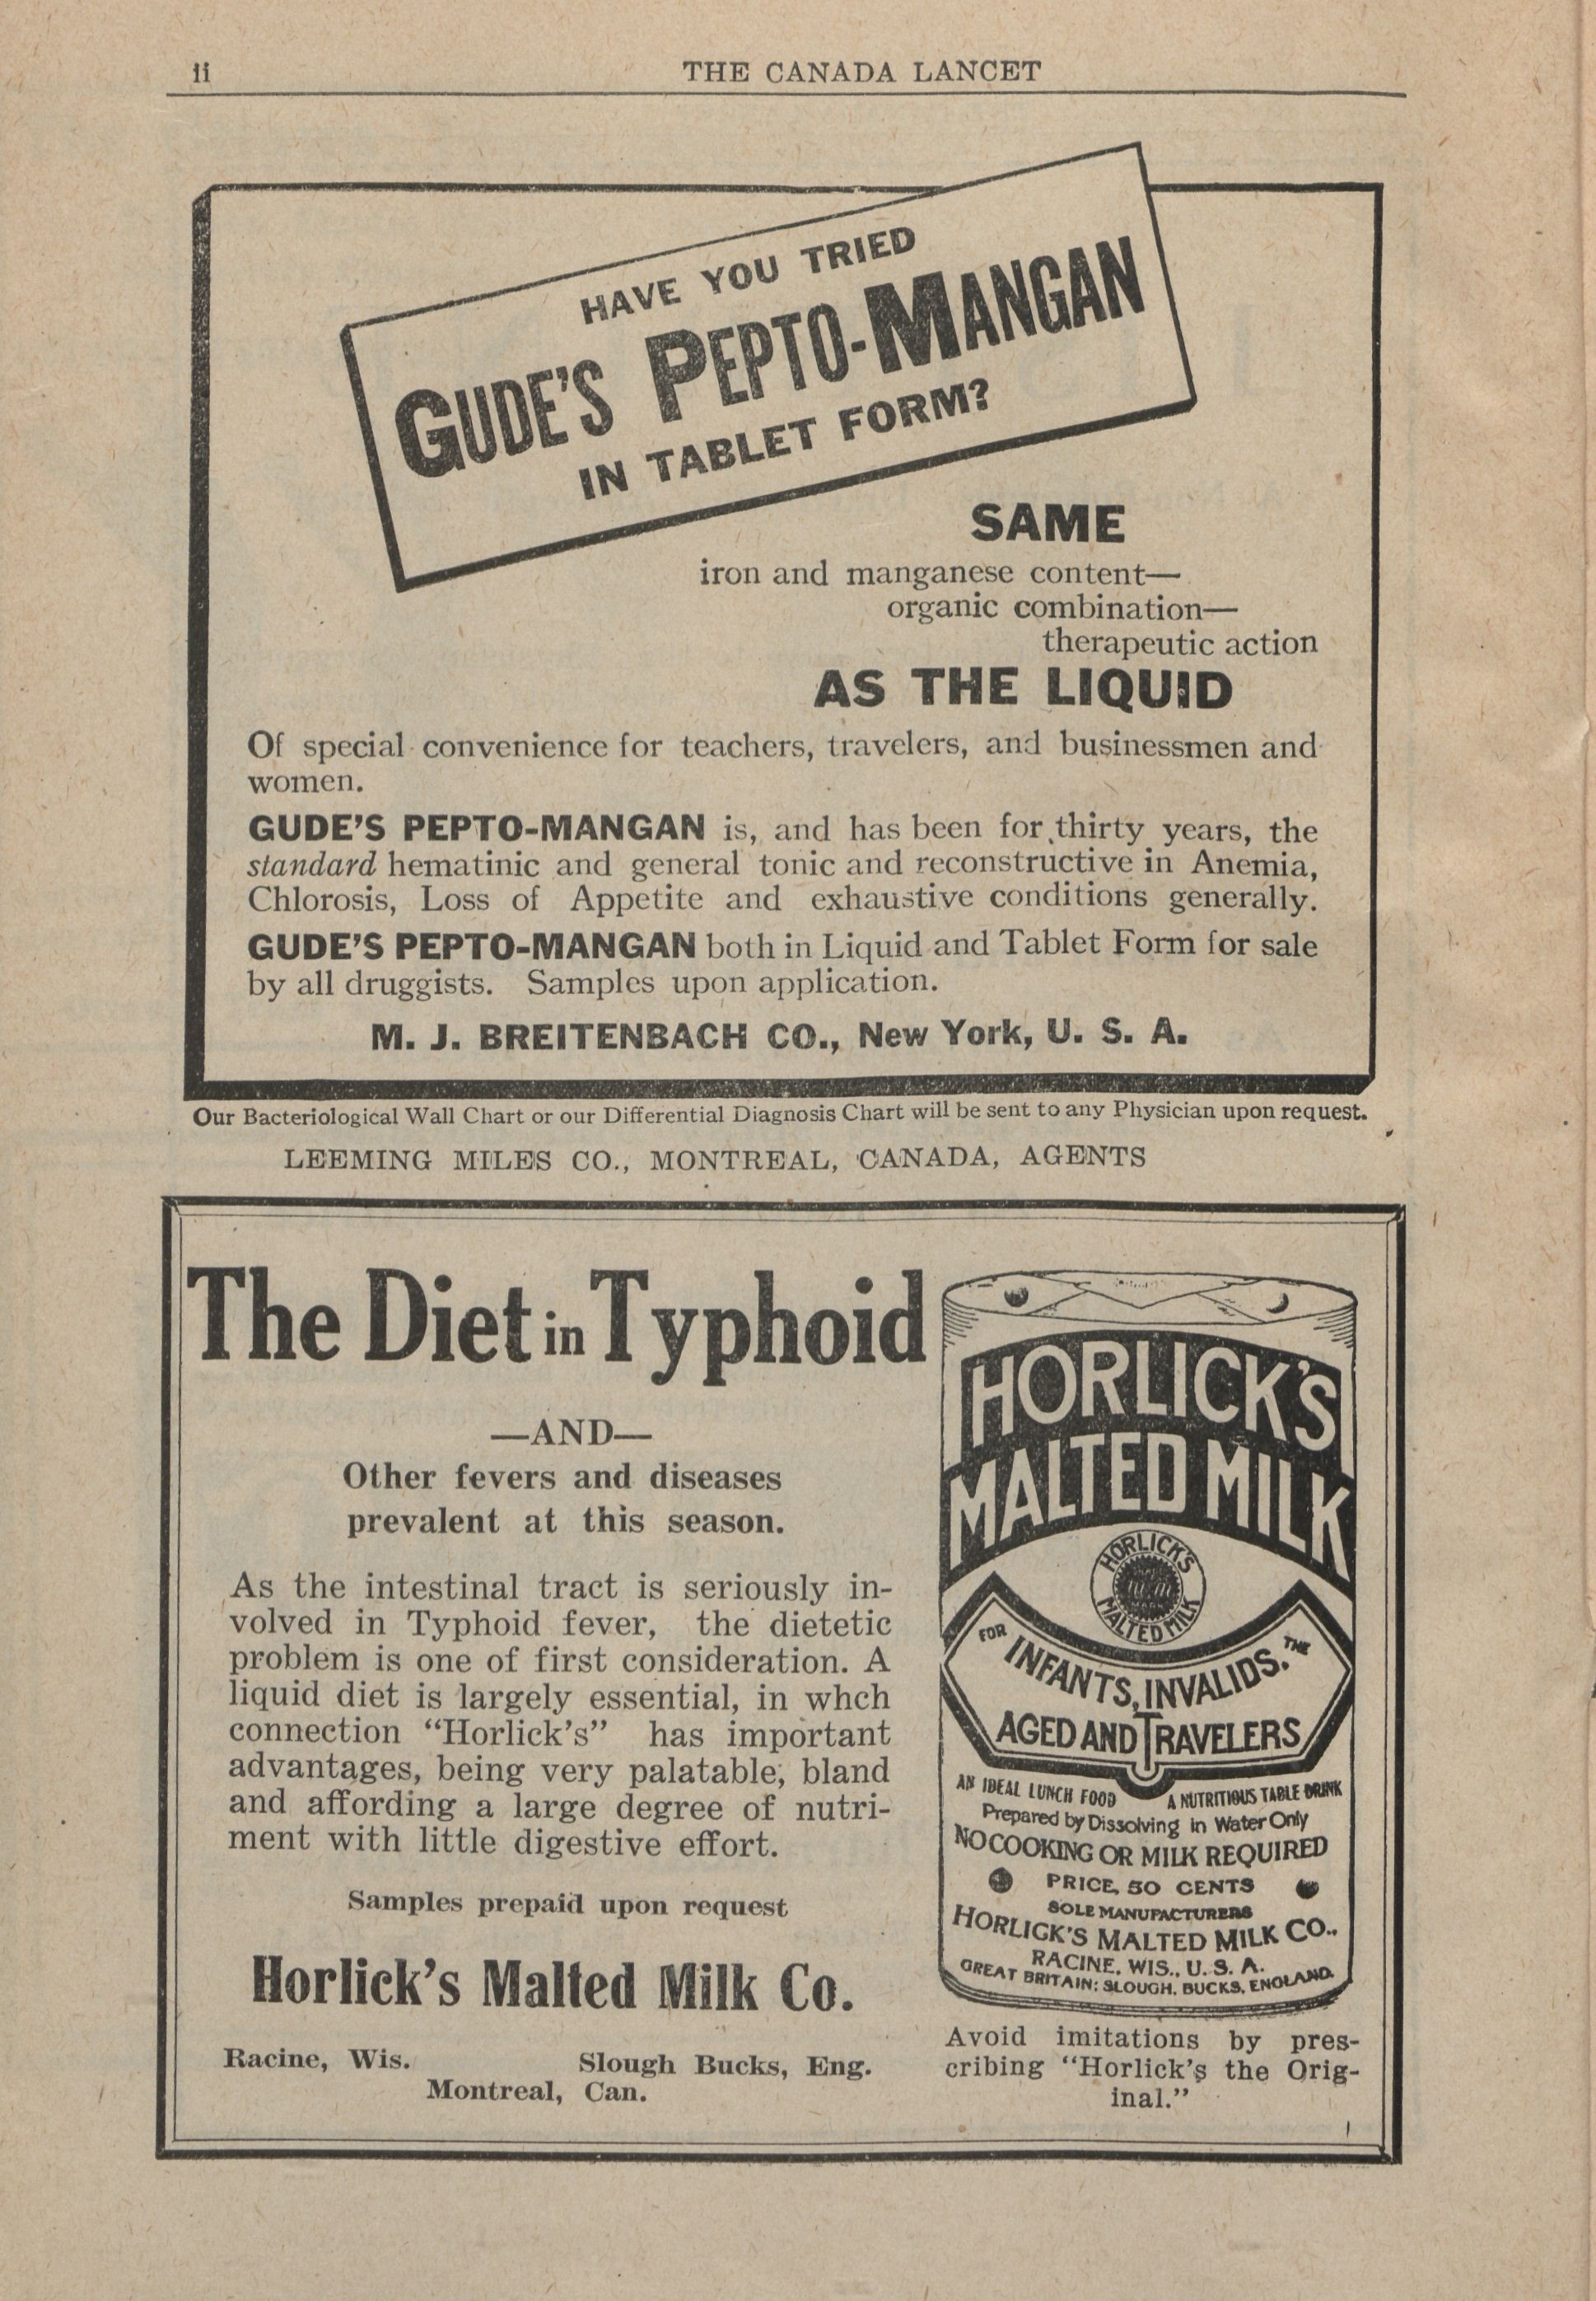 ii
THE CANADA LANCET
HAVE YOU TRIED
GUDE'S PEPTO-MANGAN
IN TABLET FORM?
SAME
iron and manganese content—
organic combination—
therapeutic action
AS THE LIQUID
Of special convenience for teachers, travelers, and businessmen and
women.
GUDE'S PEPTO-MANGAN is, and has been for thirty years, the
standard hematinic and general tonic and reconstructive in Anemia,
Chlorosis, Loss of Appetite and exhaustive conditions generally.
GUDE'S PEPTO-MANGAN both in Liquid and Tablet Form for sale
by all druggists. Samples upon application.
M. J. BREITENBACH CO., New York, U. S. A.
Our Bacteriological Wall Chart or our Differential Diagnosis Chart will be sent to any Physician upon request.
LEEMING MILES CO., MONTREAL, CANADA, AGENTS
The Diet in Typhoid
—AND—
Other fevers and diseases
prevalent at this season.
As the intestinal tract is seriously in-
volved in Typhoid fever, the dietetic
problem is one of first consideration. A
liquid diet is largely essential, in whch
connection "Horlick's" has important
advantages, being very palatable, bland
and affording a large degree of nutri-
ment with little digestive effort.
Samples prepaid upon request
Horlick's Malted Milk Co.
Racine, Wis. Slough Bucks, Eng.
Montreal, Can.
HORLICK'S
MALTED MILK
HORLICK'S
MALTED MILK
FOR INFANTS, INVALIDS, THE
AGED AND TRAVELERS
AN IDEAL LUNCH FOOD A NUTRITIOUS TABLE DRINK
Prepared by Dissolving in Water Only
NO COOKING OR MILK REQUIRED
PRICE, 50 CENTS
SOLE MANUFACTURERS
HORLICK'S MALTED MILK CO.,
RACINE, WIS., U. S. A.
GREAT BRITAIN: SLOUGH, BUCKS, ENGLAND.
Avoid imitations by pres-
cribing "Horlick's the Orig-
inal."